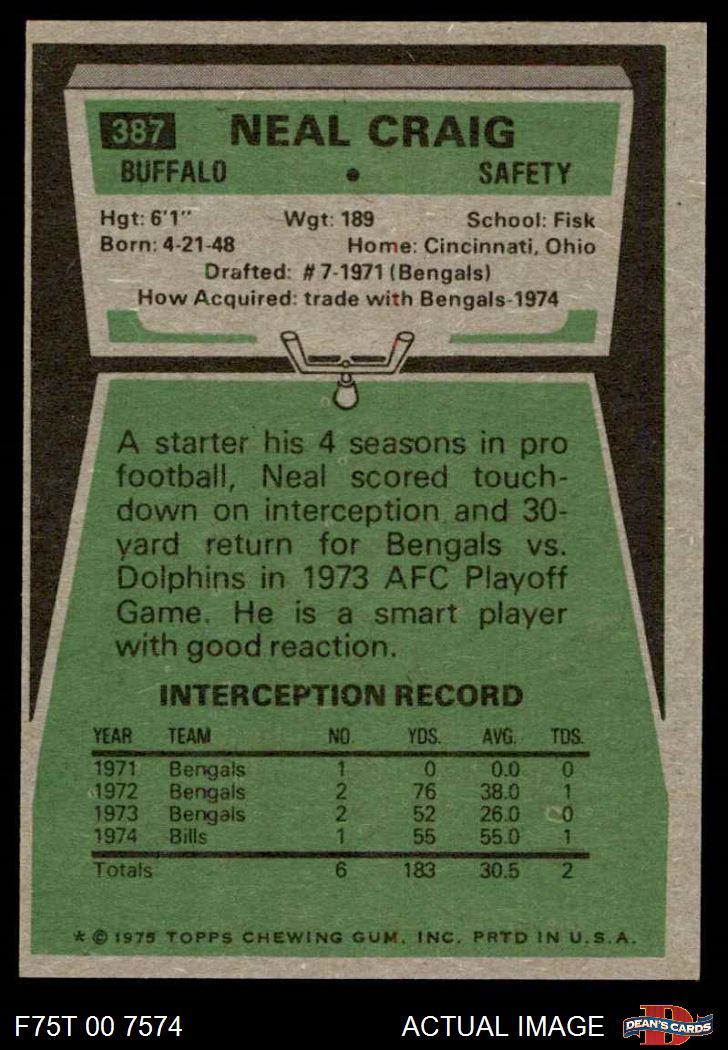 387 NEAL CRAIG
BUFFALO • SAFETY
Hgt: 6'1" Wgt: 189 School: Fisk
Born: 4-21-48 Home: Cincinnati, Ohio
Drafted: #7-1971 (Bengals)
How Acquired: trade with Bengals-1974
A starter his 4 seasons in pro
football, Neal scored touch-
down on interception and 30-
yard return for Bengals vs.
Dolphins in 1973 AFC Playoff
Game. He is a smart player
with good reaction.
INTERCEPTION RECORD
YEAR TEAM NO. YDS. AVG. TDS.
1971 Bengals 1 0 0.0 0
1972 Bengals 2 76 38.0 1
1973 Bengals 2 52 26.0 0
1974 Bills 1 55 55.0 1
Totals 6 183 30.5 2
* © 1975 TOPPS CHEWING GUM, INC. PRTD IN U.S.A.
F75T 00 7574 ACTUAL IMAGE D DEAN'S CARDS